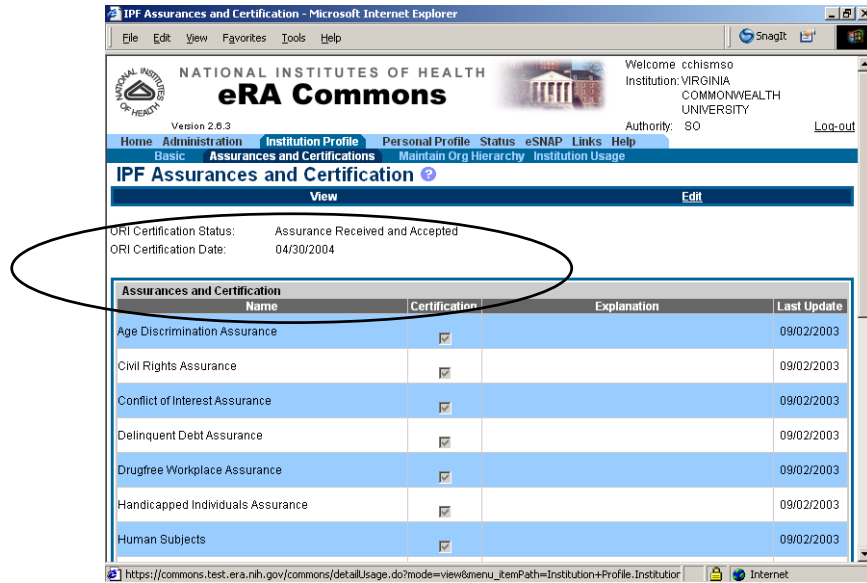 IPF Assurances and Certification - Microsoft Internet Explorer
File Edit View Favorites Tools Help
SnagIt
NATIONAL INSTITUTES OF HEALTH
eRA Commons
Version 2.6.3
NATIONAL INSTITUTES OF HEALTH
Welcome cchismso
Institution: VIRGINIA
COMMONWEALTH
UNIVERSITY
Authority: SO
Log-out
Home Administration Institution Profile Personal Profile Status eSNAP Links Help
Basic Assurances and Certifications Maintain Org Hierarchy Institution Usage
IPF Assurances and Certification ?
View Edit
ORI Certification Status: Assurance Received and Accepted
ORI Certification Date: 04/30/2004
Assurances and Certification
Name Certification Explanation Last Update
Age Discrimination Assurance 09/02/2003
Civil Rights Assurance 09/02/2003
Conflict of Interest Assurance 09/02/2003
Delinquent Debt Assurance 09/02/2003
Drugfree Workplace Assurance 09/02/2003
Handicapped Individuals Assurance 09/02/2003
Human Subjects 09/02/2003
https://commons.test.era.nih.gov/commons/detailUsage.do?mode=view&menu_itemPath=Institution+Profile.Institution
Internet